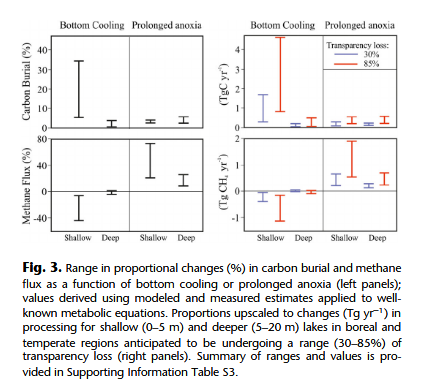 Bottom Cooling Prolonged anoxia Bottom Cooling Prolonged anoxia
Carbon Burial (%)
40
30
20
10
0
(TgC yr⁻¹)
4
3
2
1
0
Transparency loss:
30%
85%
Methane Flux (%)
80
40
0
-40
(Tg CH₄ yr⁻¹)
2
1
0
-1
Shallow Deep Shallow Deep Shallow Deep Shallow Deep
Fig. 3. Range in proportional changes (%) in carbon burial and methane
flux as a function of bottom cooling or prolonged anoxia (left panels);
values derived using modeled and measured estimates applied to well-
known metabolic equations. Proportions upscaled to changes (Tg yr⁻¹) in
processing for shallow (0–5 m) and deeper (5–20 m) lakes in boreal and
temperate regions anticipated to be undergoing a range (30–85%) of
transparency loss (right panels). Summary of ranges and values is pro-
vided in Supporting Information Table S3.